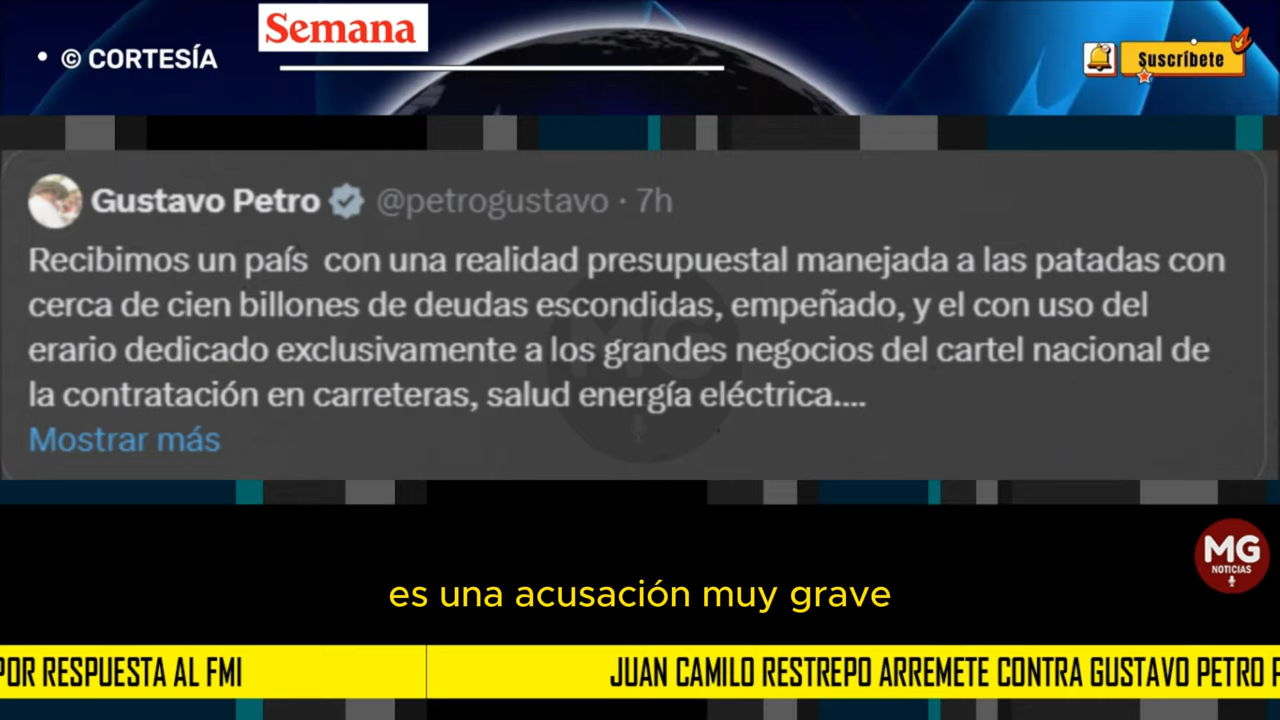 Semana
• © CORTESÍA
Suscríbete
Gustavo Petro @petrogustavo · 7h
Recibimos un país con una realidad presupuestal manejada a las patadas con
cerca de cien billones de deudas escondidas, empeñado, y el con uso del
erario dedicado exclusivamente a los grandes negocios del cartel nacional de
la contratación en carreteras, salud energía eléctrica....
Mostrar más
MG
MG
NOTICIAS
es una acusación muy grave
POR RESPUESTA AL FMI
JUAN CAMILO RESTREPO ARREMETE CONTRA GUSTAVO PETRO